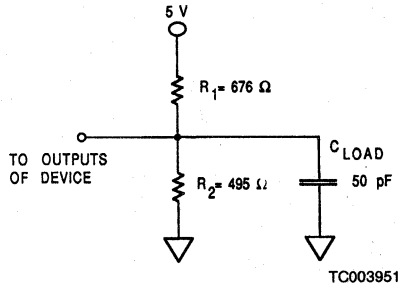 5 V
R1= 676 Ω
TO OUTPUTS
OF DEVICE
R2= 495 Ω
CLOAD
50 pF
TC003951